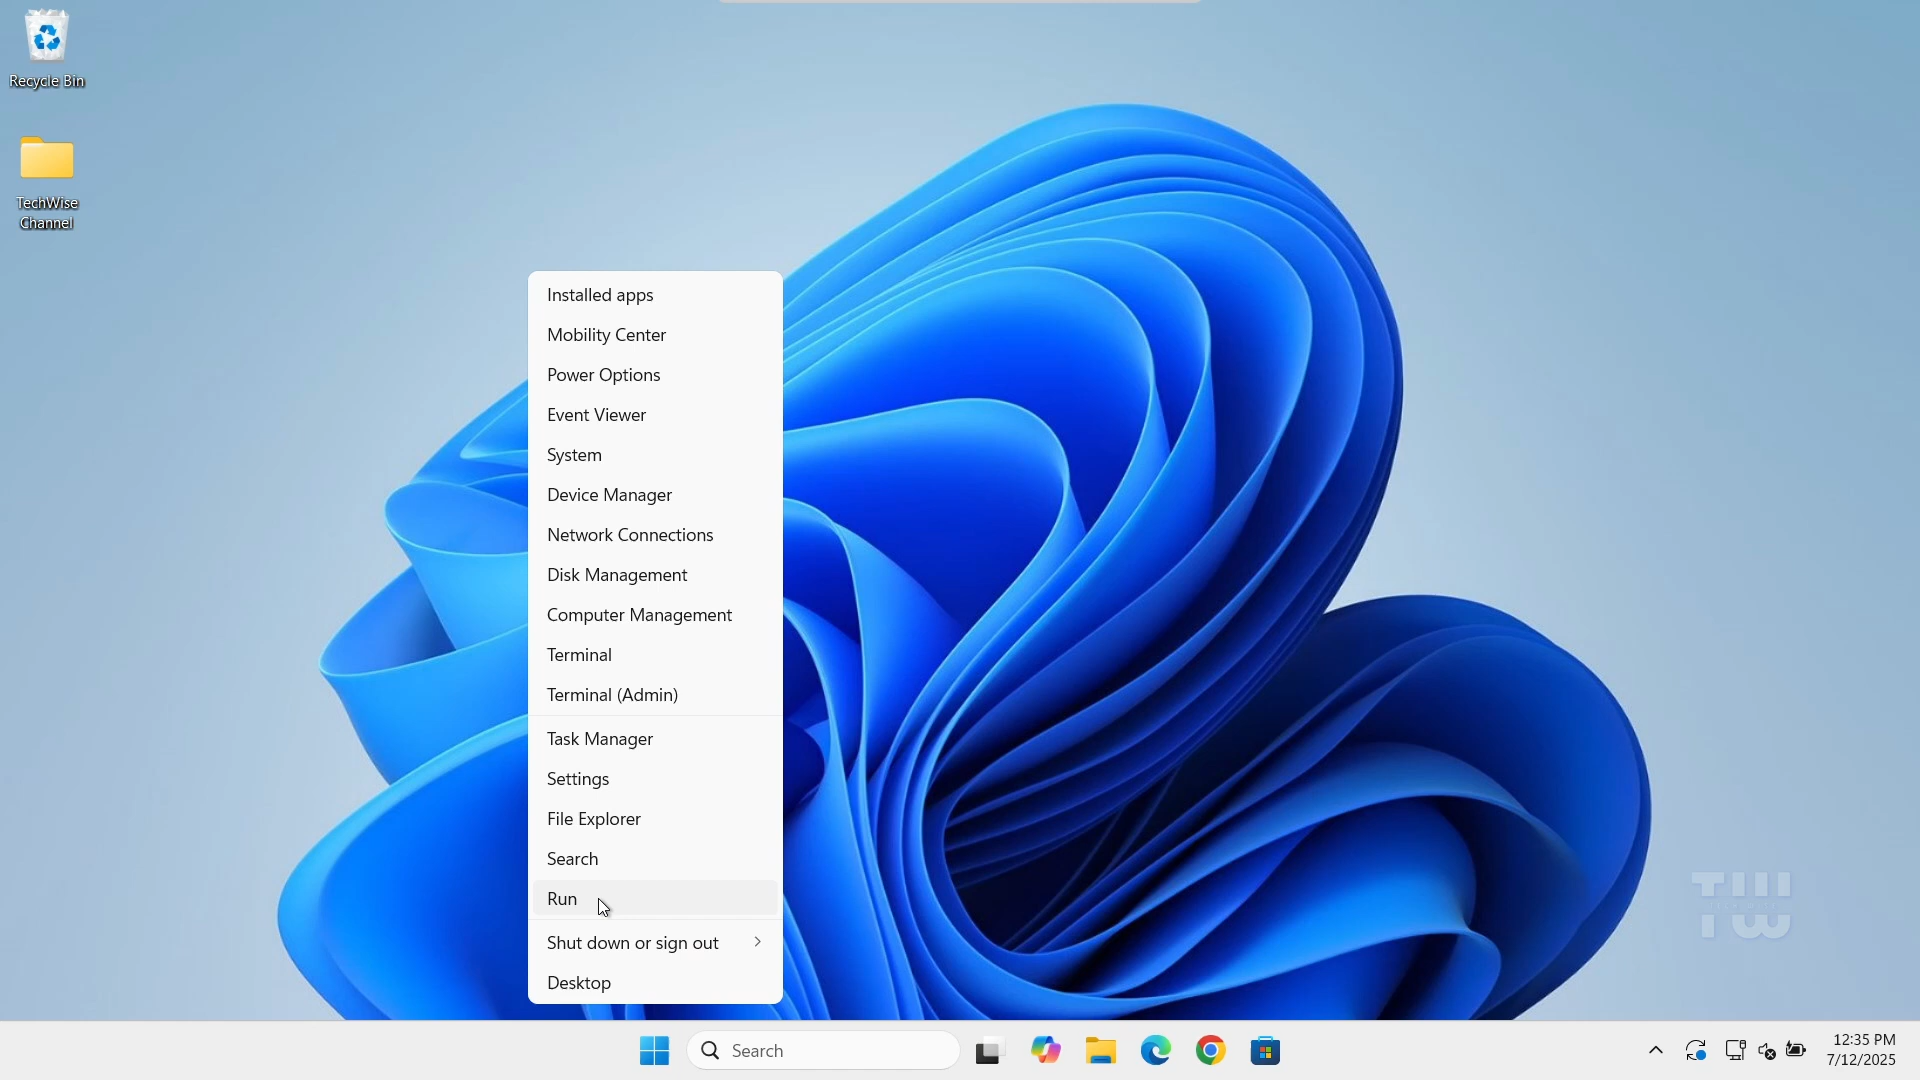 Recycle Bin
TechWise
Channel
Installed apps
Mobility Center
Power Options
Event Viewer
System
Device Manager
Network Connections
Disk Management
Computer Management
Terminal
Terminal (Admin)
Task Manager
Settings
File Explorer
Search
Run
Shut down or sign out
Desktop
TW
Search
12:35 PM
7/12/2025